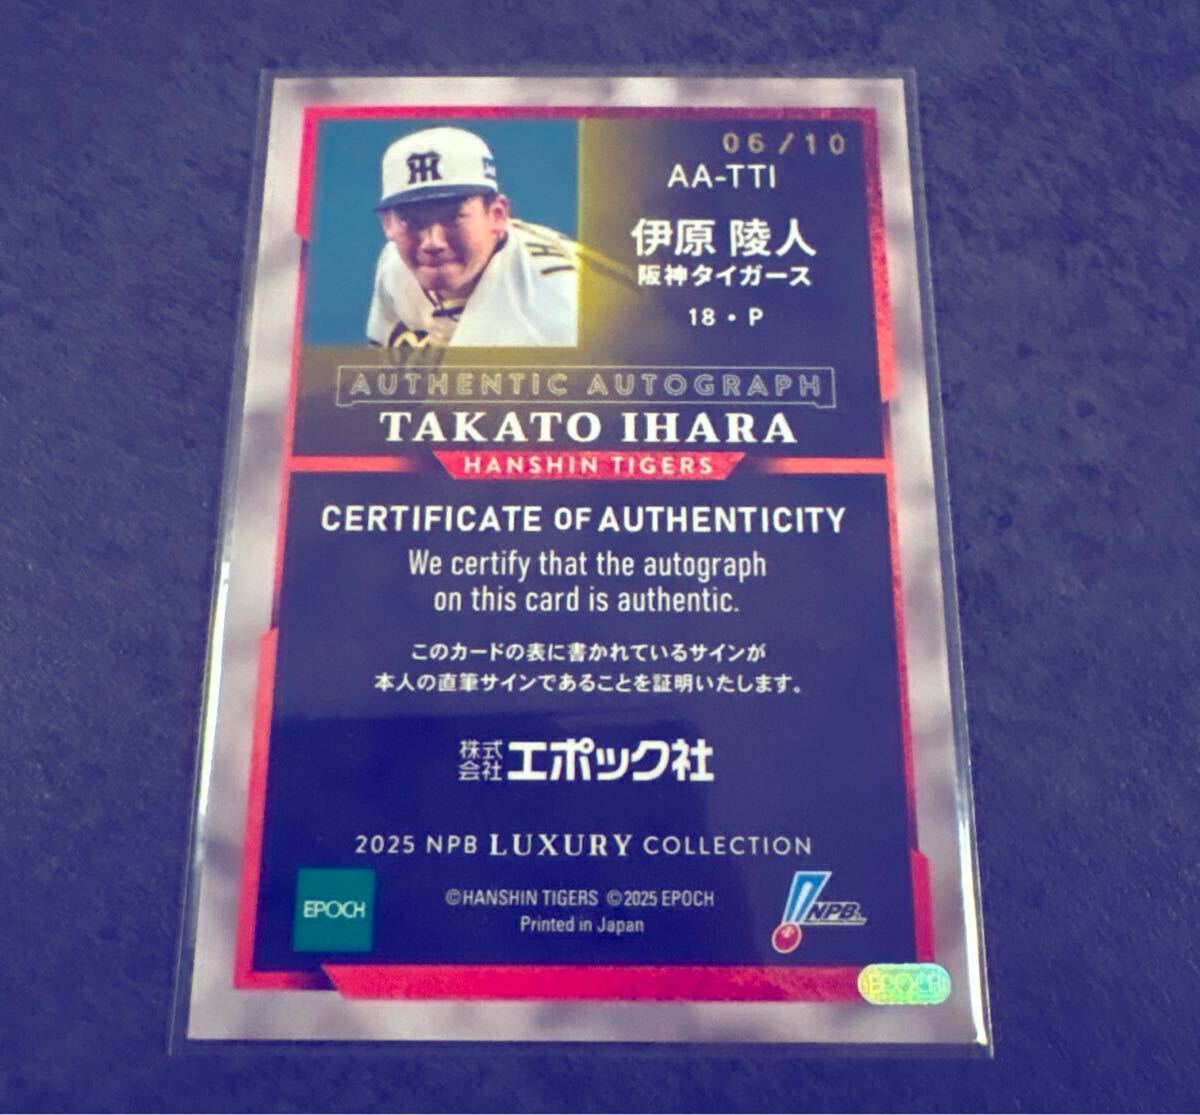 06/10
AA-TTI
伊原 陵人
阪神タイガース
18・P
AUTHENTIC AUTOGRAPH
TAKATO IHARA
HANSHIN TIGERS
CERTIFICATE OF AUTHENTICITY
We certify that the autograph
on this card is authentic.
このカードの表に書かれているサインが
本人の直筆サインであることを証明いたします。
株式会社エポック社
2025 NPB LUXURY COLLECTION
EPOCH
©HANSHIN TIGERS ©2025 EPOCH
Printed in Japan
NPB
EPOCH